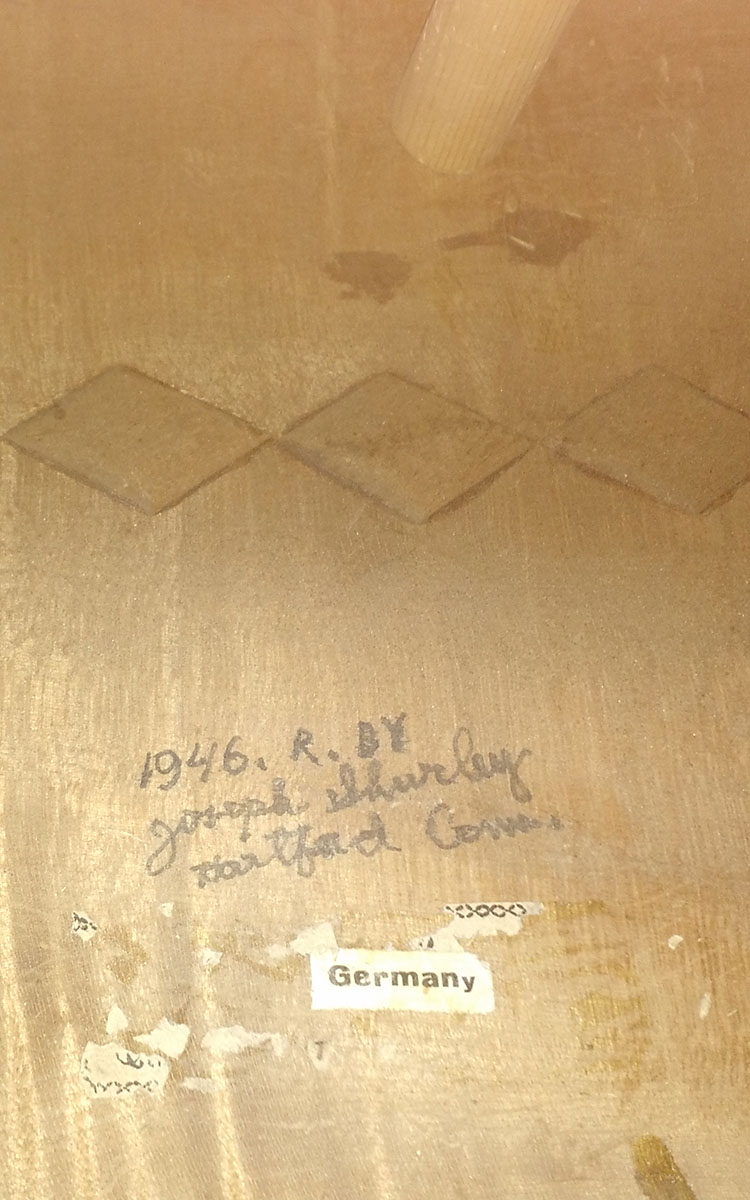 1946. R. BY
Joseph Shurley
Hartford Conn.
Germany